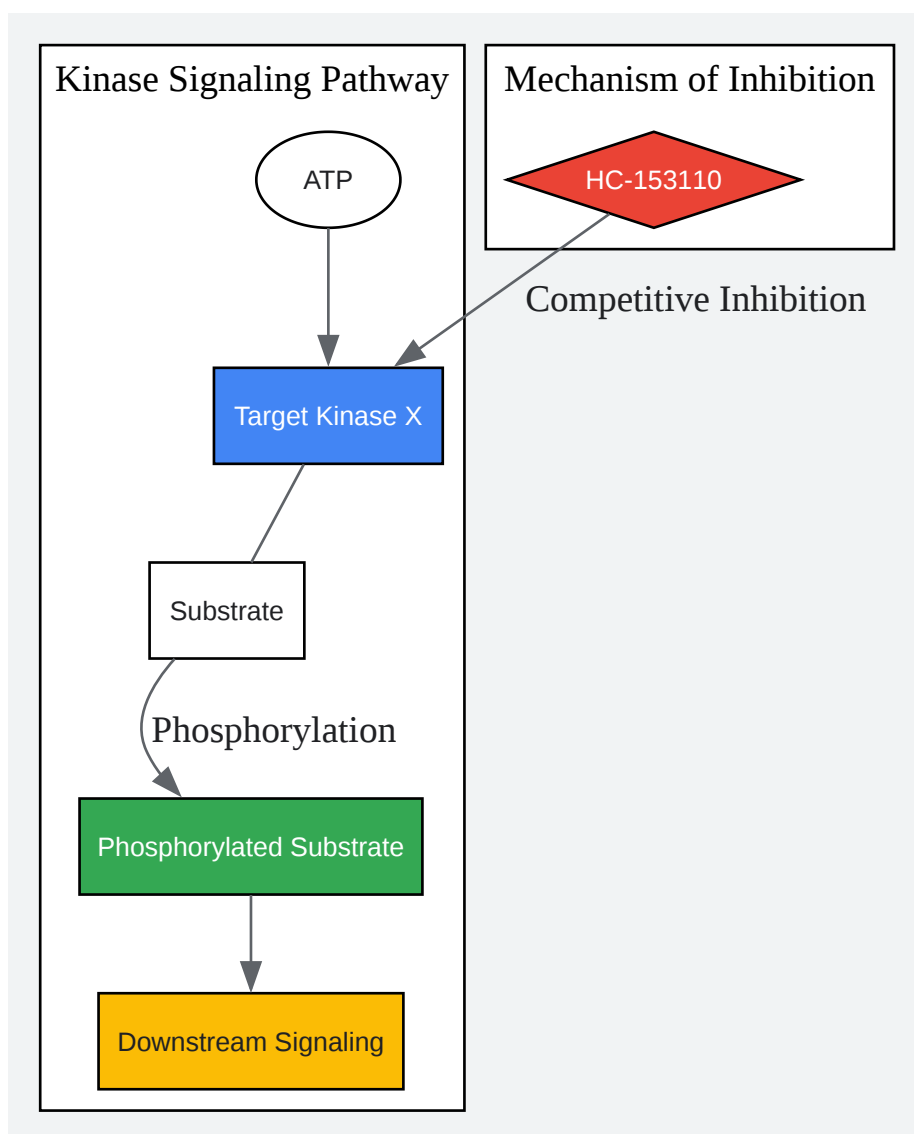 Kinase Signaling Pathway
Mechanism of Inhibition
ATP
HC-153110
Competitive Inhibition
Target Kinase X
Substrate
Phosphorylation
Phosphorylated Substrate
Downstream Signaling